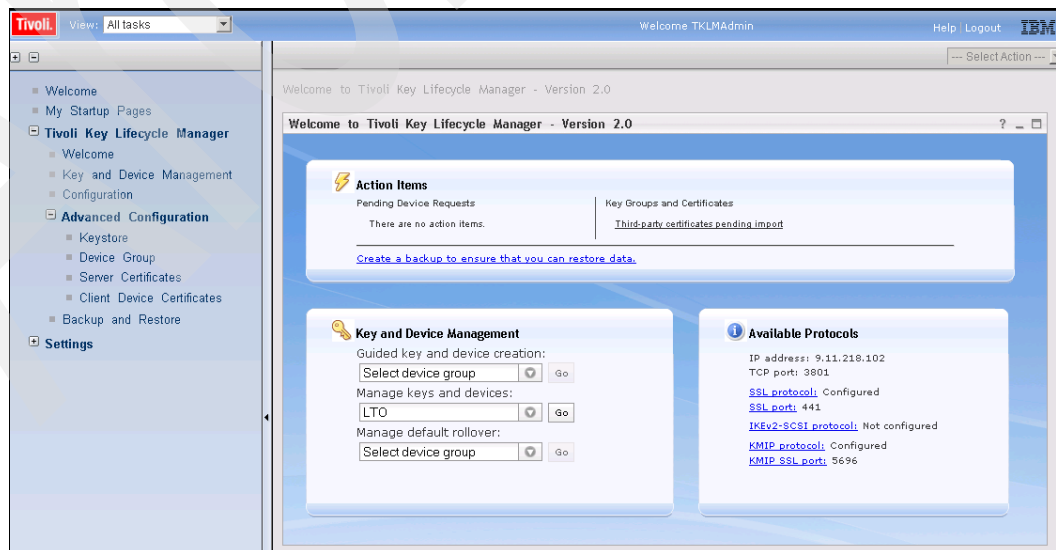 Tivoli. View: All tasks Welcome TKLMAdmin Help Logout IBM
--- Select Action ---
Welcome
My Startup Pages
Tivoli Key Lifecycle Manager
Welcome
Key and Device Management
Configuration
Advanced Configuration
Keystore
Device Group
Server Certificates
Client Device Certificates
Backup and Restore
Settings
Welcome to Tivoli Key Lifecycle Manager - Version 2.0
Welcome to Tivoli Key Lifecycle Manager - Version 2.0 ?
Action Items
Pending Device Requests
There are no action items.
Key Groups and Certificates
Third-party certificates pending import
Create a backup to ensure that you can restore data.
Key and Device Management
Guided key and device creation:
Select device group Go
Manage keys and devices:
LTO Go
Manage default rollover:
Select device group Go
Available Protocols
IP address: 9.11.218.102
TCP port: 3801
SSL protocol: Configured
SSL port: 441
IKEv2-SCSI protocol: Not configured
KMIP protocol: Configured
KMIP SSL port: 5696